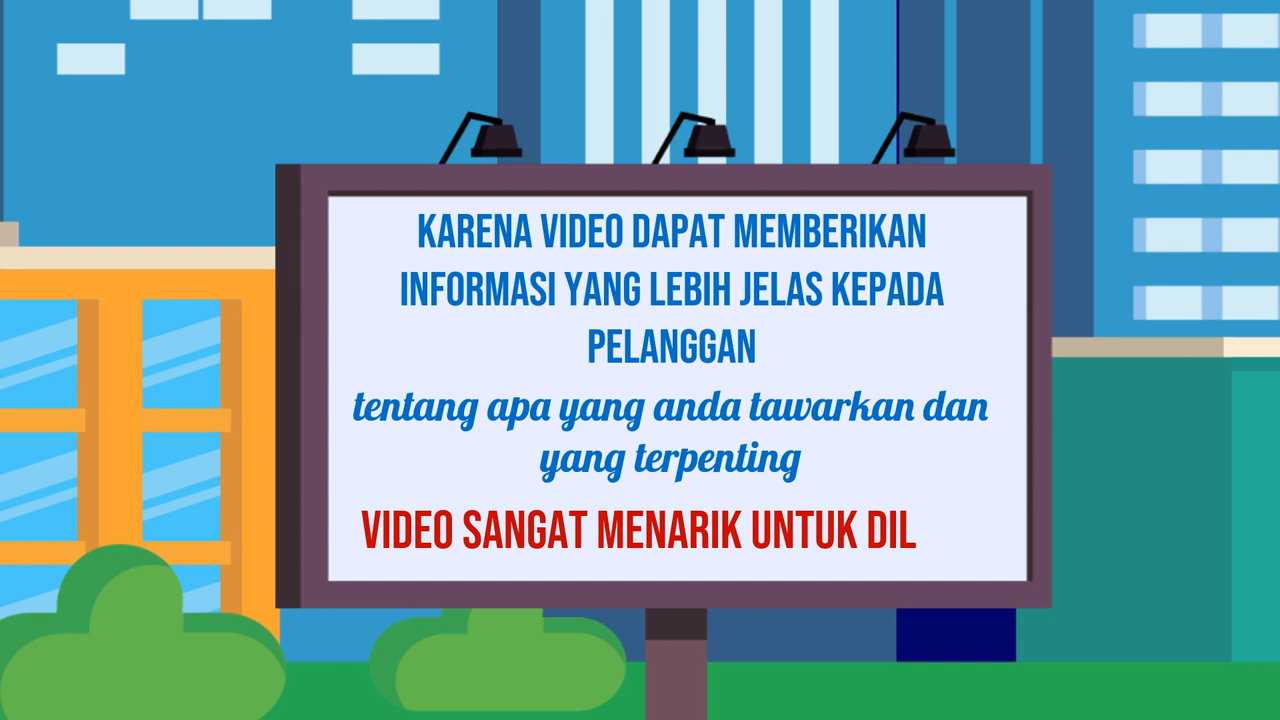 KARENA VIDEO DAPAT MEMBERIKAN
INFORMASI YANG LEBIH JELAS KEPADA
PELANGGAN
tentang apa yang anda tawarkan dan
yang terpenting
VIDEO SANGAT MENARIK UNTUK DIL